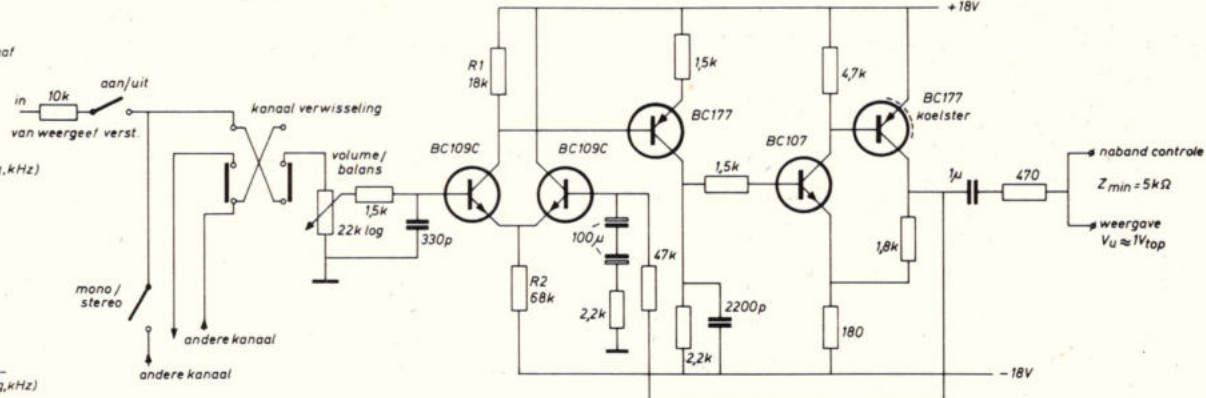 +18V
in
10k
aan/uit
van weergeef verst.
kanaal verwisseling
volume/
balans
1,5k
22k log
330p
mono/
stereo
andere kanaal
andere kanaal
R1
18k
BC109C
BC109C
R2
68k
100µ
2,2k
47k
1,5k
BC177
1,5k
2,2k
2200p
BC107
4,7k
BC177
koelster
1,8k
180
1µ
470
naband controle
Zmin = 5kΩ
weergave
Vu ≈ 1Vtop
-18V
,kHz)
,kHz)